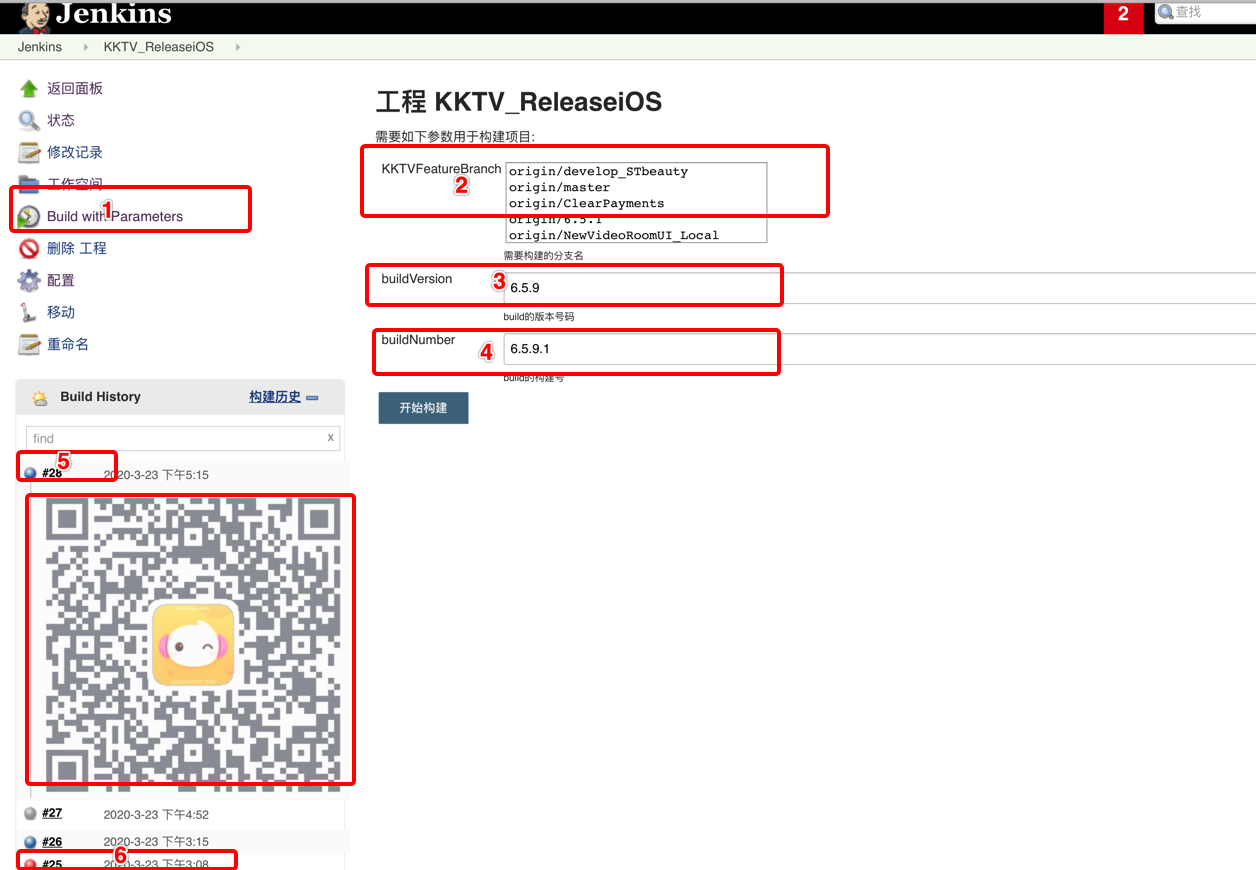 Jenkins
2
查找
Jenkins
KKTV_ReleaseiOS
返回面板
状态
修改记录
工作空间
1
Build with Parameters
删除 工程
配置
移动
重命名
工程 KKTV_ReleaseiOS
需要如下参数用于构建项目:
KKTVFeatureBranch
2
origin/develop_STbeauty
origin/master
origin/ClearPayments
origin/6.5.1
origin/NewVideoRoomUI_Local
需要构建的分支名
buildVersion
3
6.5.9
build的版本号码
buildNumber
4
6.5.9.1
build的构建号
开始构建
Build History
构建历史
find
x
5
#28
2020-3-23 下午5:15
#27
2020-3-23 下午4:52
#26
2020-3-23 下午3:15
6
#25
2020-3-23 下午3:08